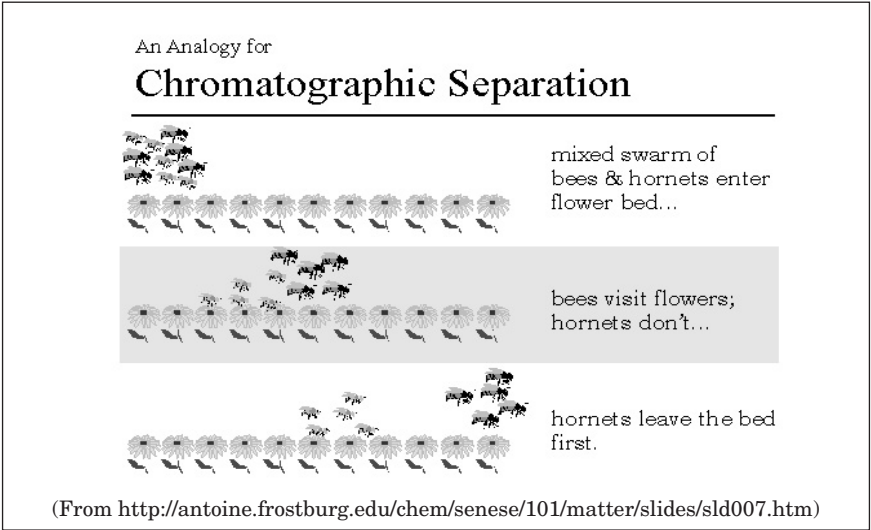 An Analogy for
Chromatographic Separation
mixed swarm of
bees & hornets enter
flower bed...
bees visit flowers;
hornets don't...
hornets leave the bed
first.
(From http://antoine.frostburg.edu/chem/senese/101/matter/slides/sld007.htm)